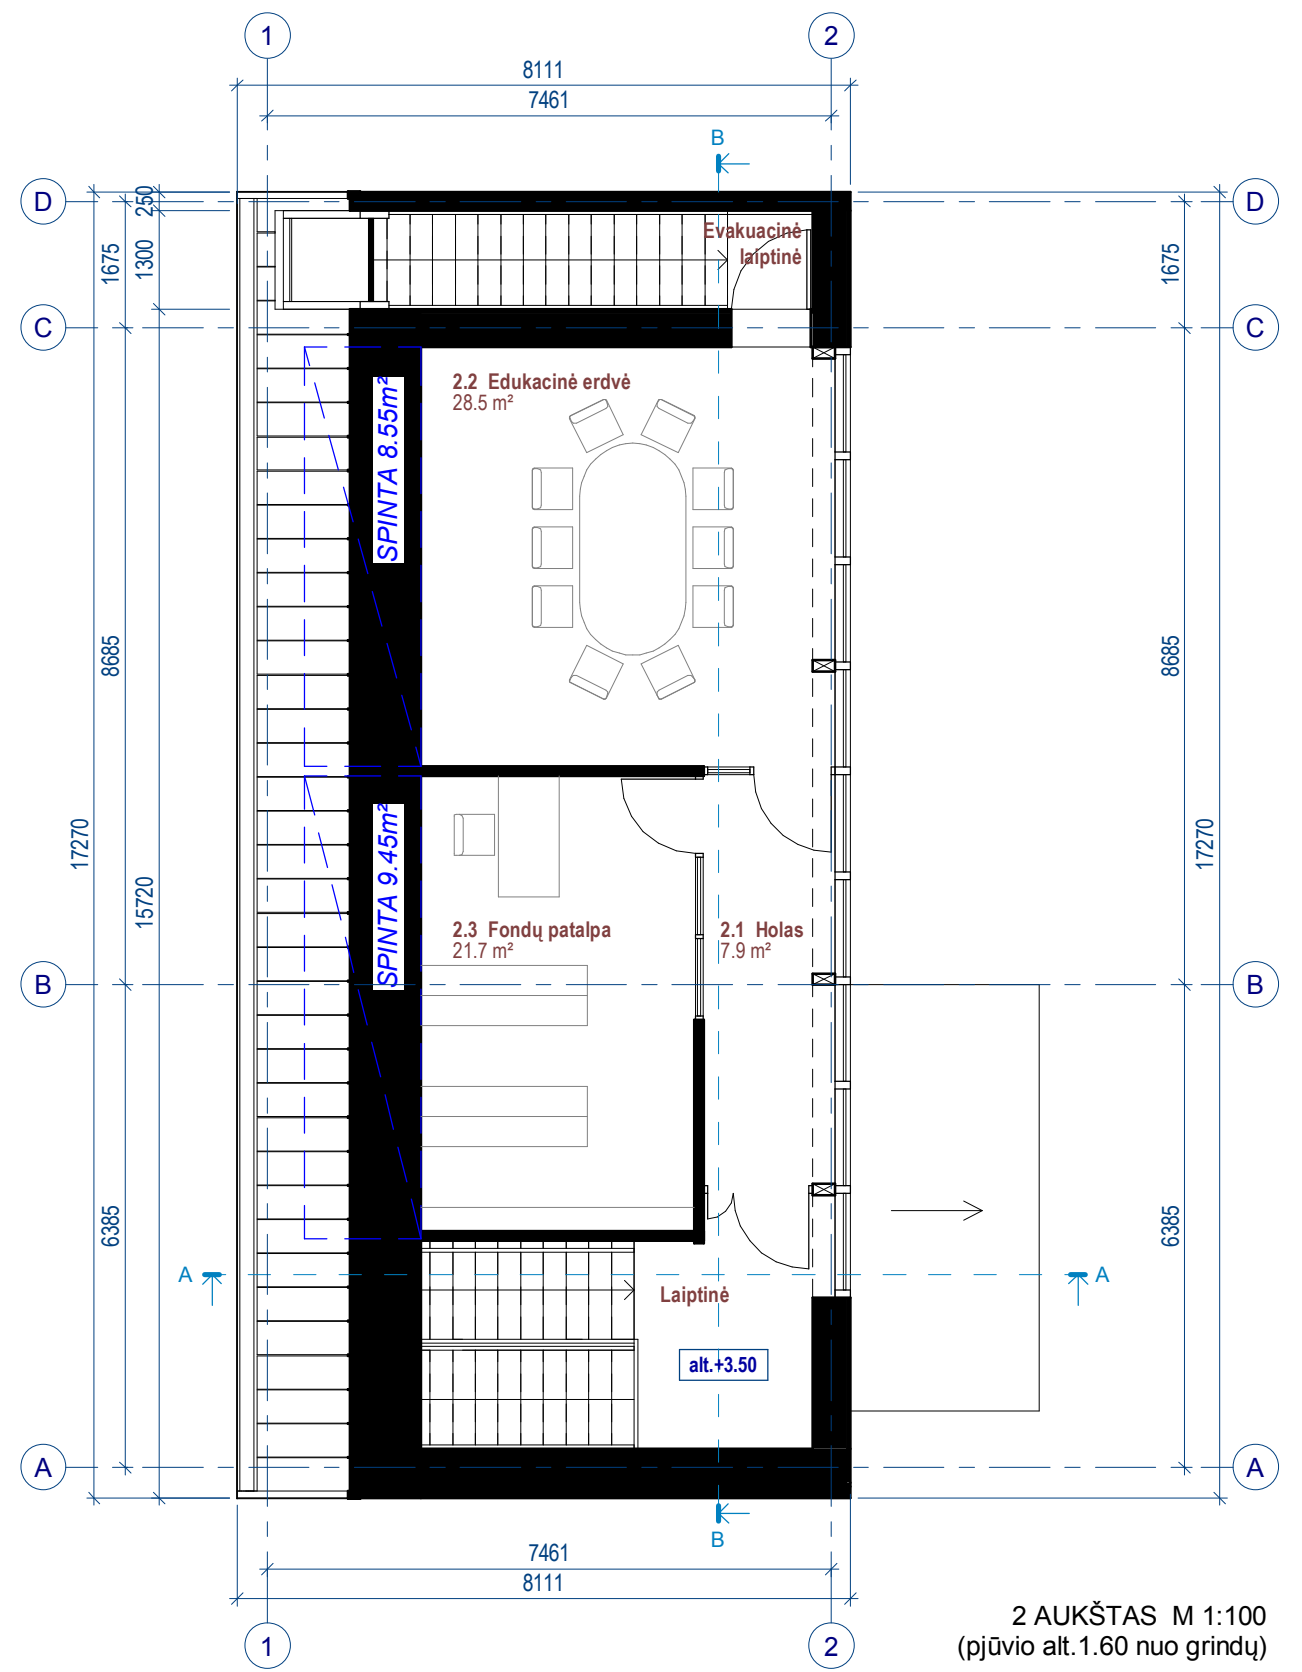 1
2
8111
7461
B
D
250
D
Evakuacinė
laiptinė
1675
1300
1675
C
C
2.2 Edukacinė erdvė
28.5 m²
SPINTA 8.55m²
8685
8685
17270
15720
17270
SPINTA 9.45m²
2.3 Fondų patalpa
21.7 m²
2.1 Holas
7.9 m²
B
B
6385
6385
A
A
Laiptinė
alt.+3.50
A
A
B
7461
8111
1
2
2 AUKŠTAS M 1:100
(pjūvio alt.1.60 nuo grindų)